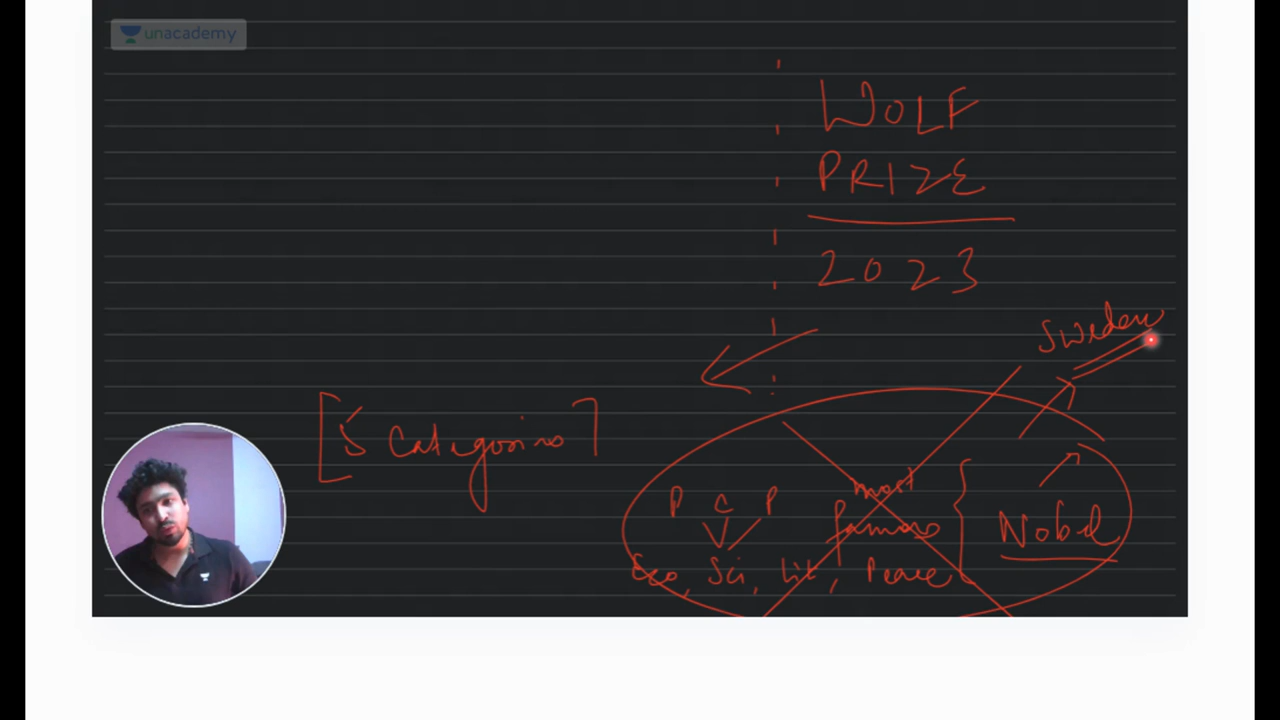 unacademy
WOLF
PRIZE
2023
Sweden
[5 Categories]
P C P
most
famous
Nobel
Eco, Sci, Lit, Peace